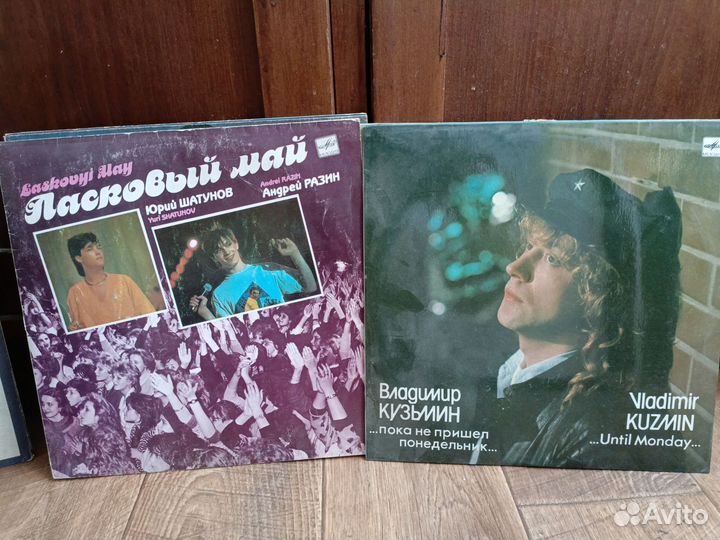 Laskovyi May
Ласковый май
Юрий ШАТУНОВ
Yuri SHATUNOV
Andrei RAZIN
Андрей РАЗИН
Владимир
КУЗЬМИН
...пока не пришел
понедельник...
Vladimir
KUZMIN
...Until Monday...
Avito